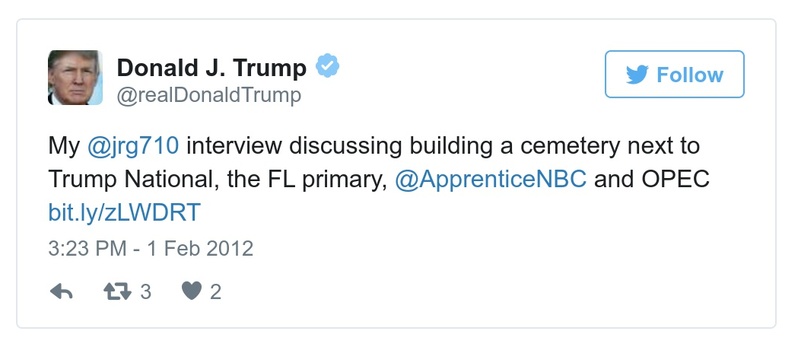 Donald J. Trump
@realDonaldTrump
Follow
My @jrg710 interview discussing building a cemetery next to
Trump National, the FL primary, @ApprenticeNBC and OPEC
bit.ly/zLWDRT
3:23 PM - 1 Feb 2012
3 2